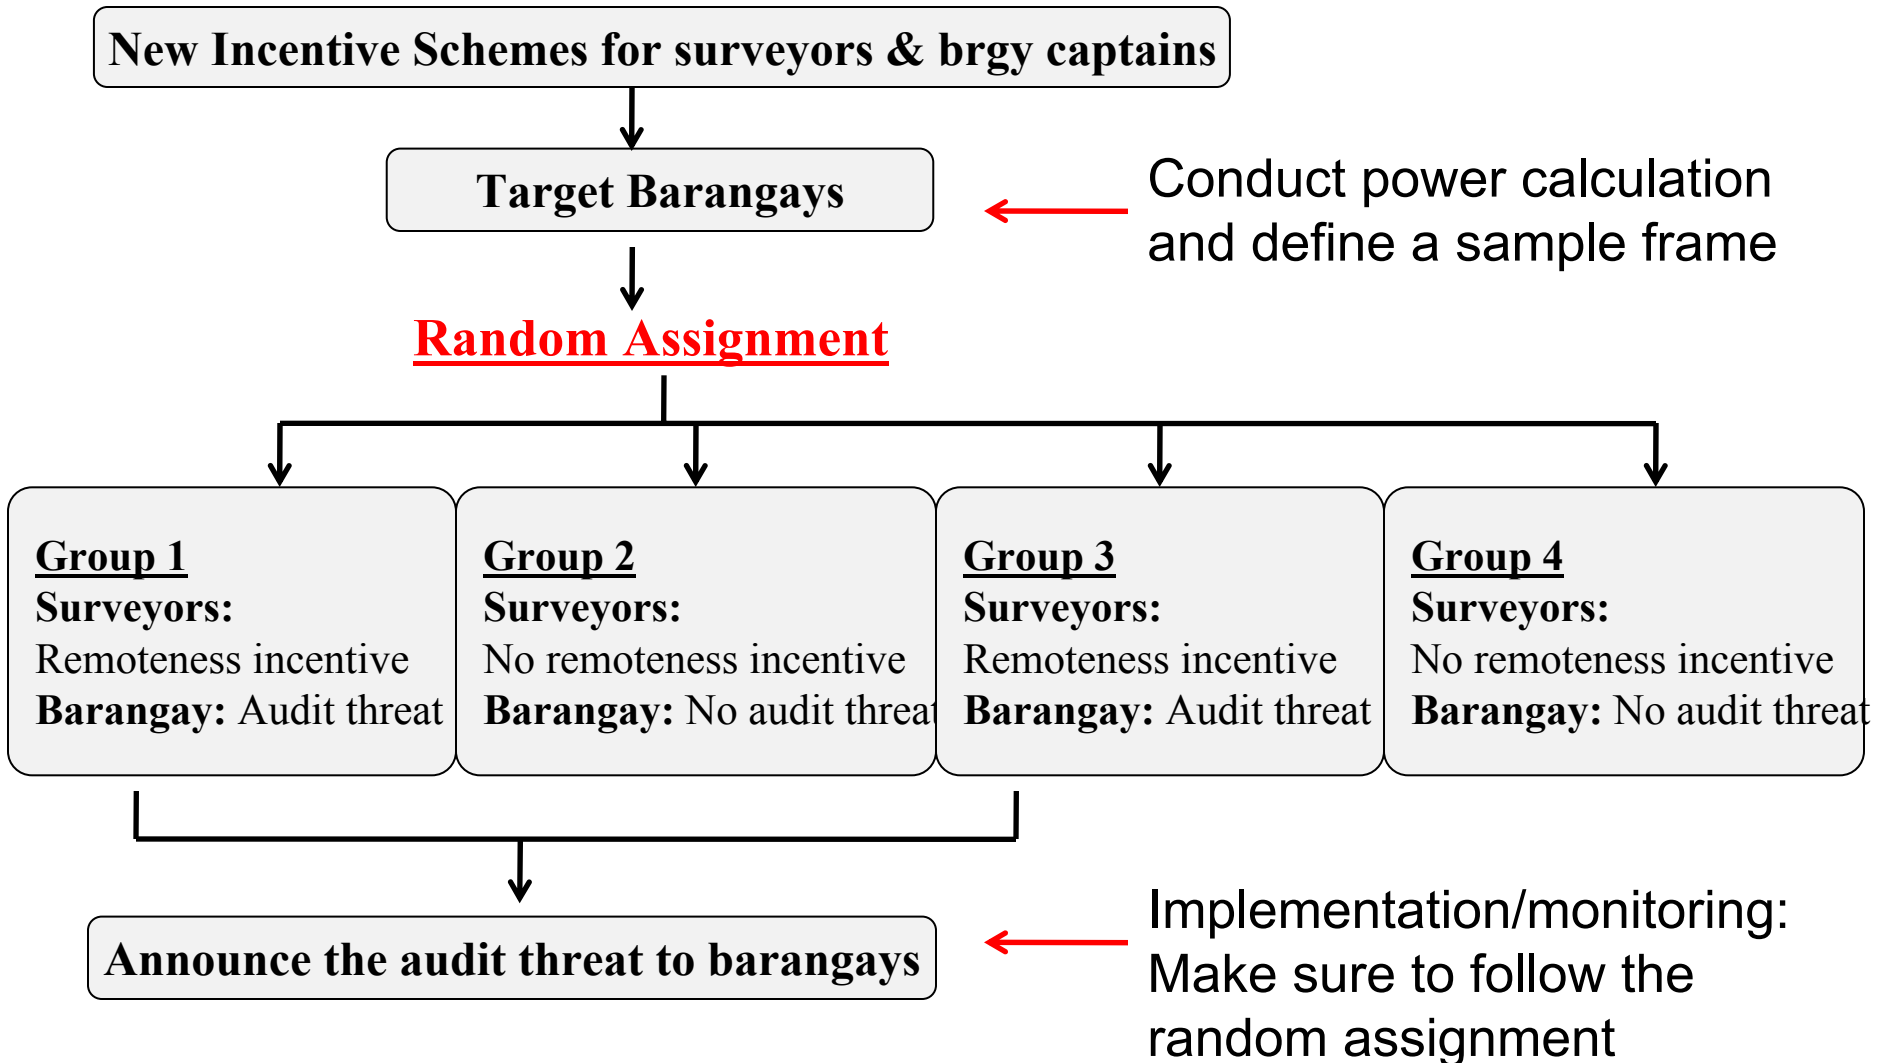 New Incentive Schemes for surveyors & brgy captains
Target Barangays
Conduct power calculation
and define a sample frame
Random Assignment
Group 1
Surveyors:
Remoteness incentive
Barangay: Audit threat
Group 2
Surveyors:
No remoteness incentive
Barangay: No audit threat
Group 3
Surveyors:
Remoteness incentive
Barangay: Audit threat
Group 4
Surveyors:
No remoteness incentive
Barangay: No audit threat
Announce the audit threat to barangays
Implementation/monitoring:
Make sure to follow the
random assignment